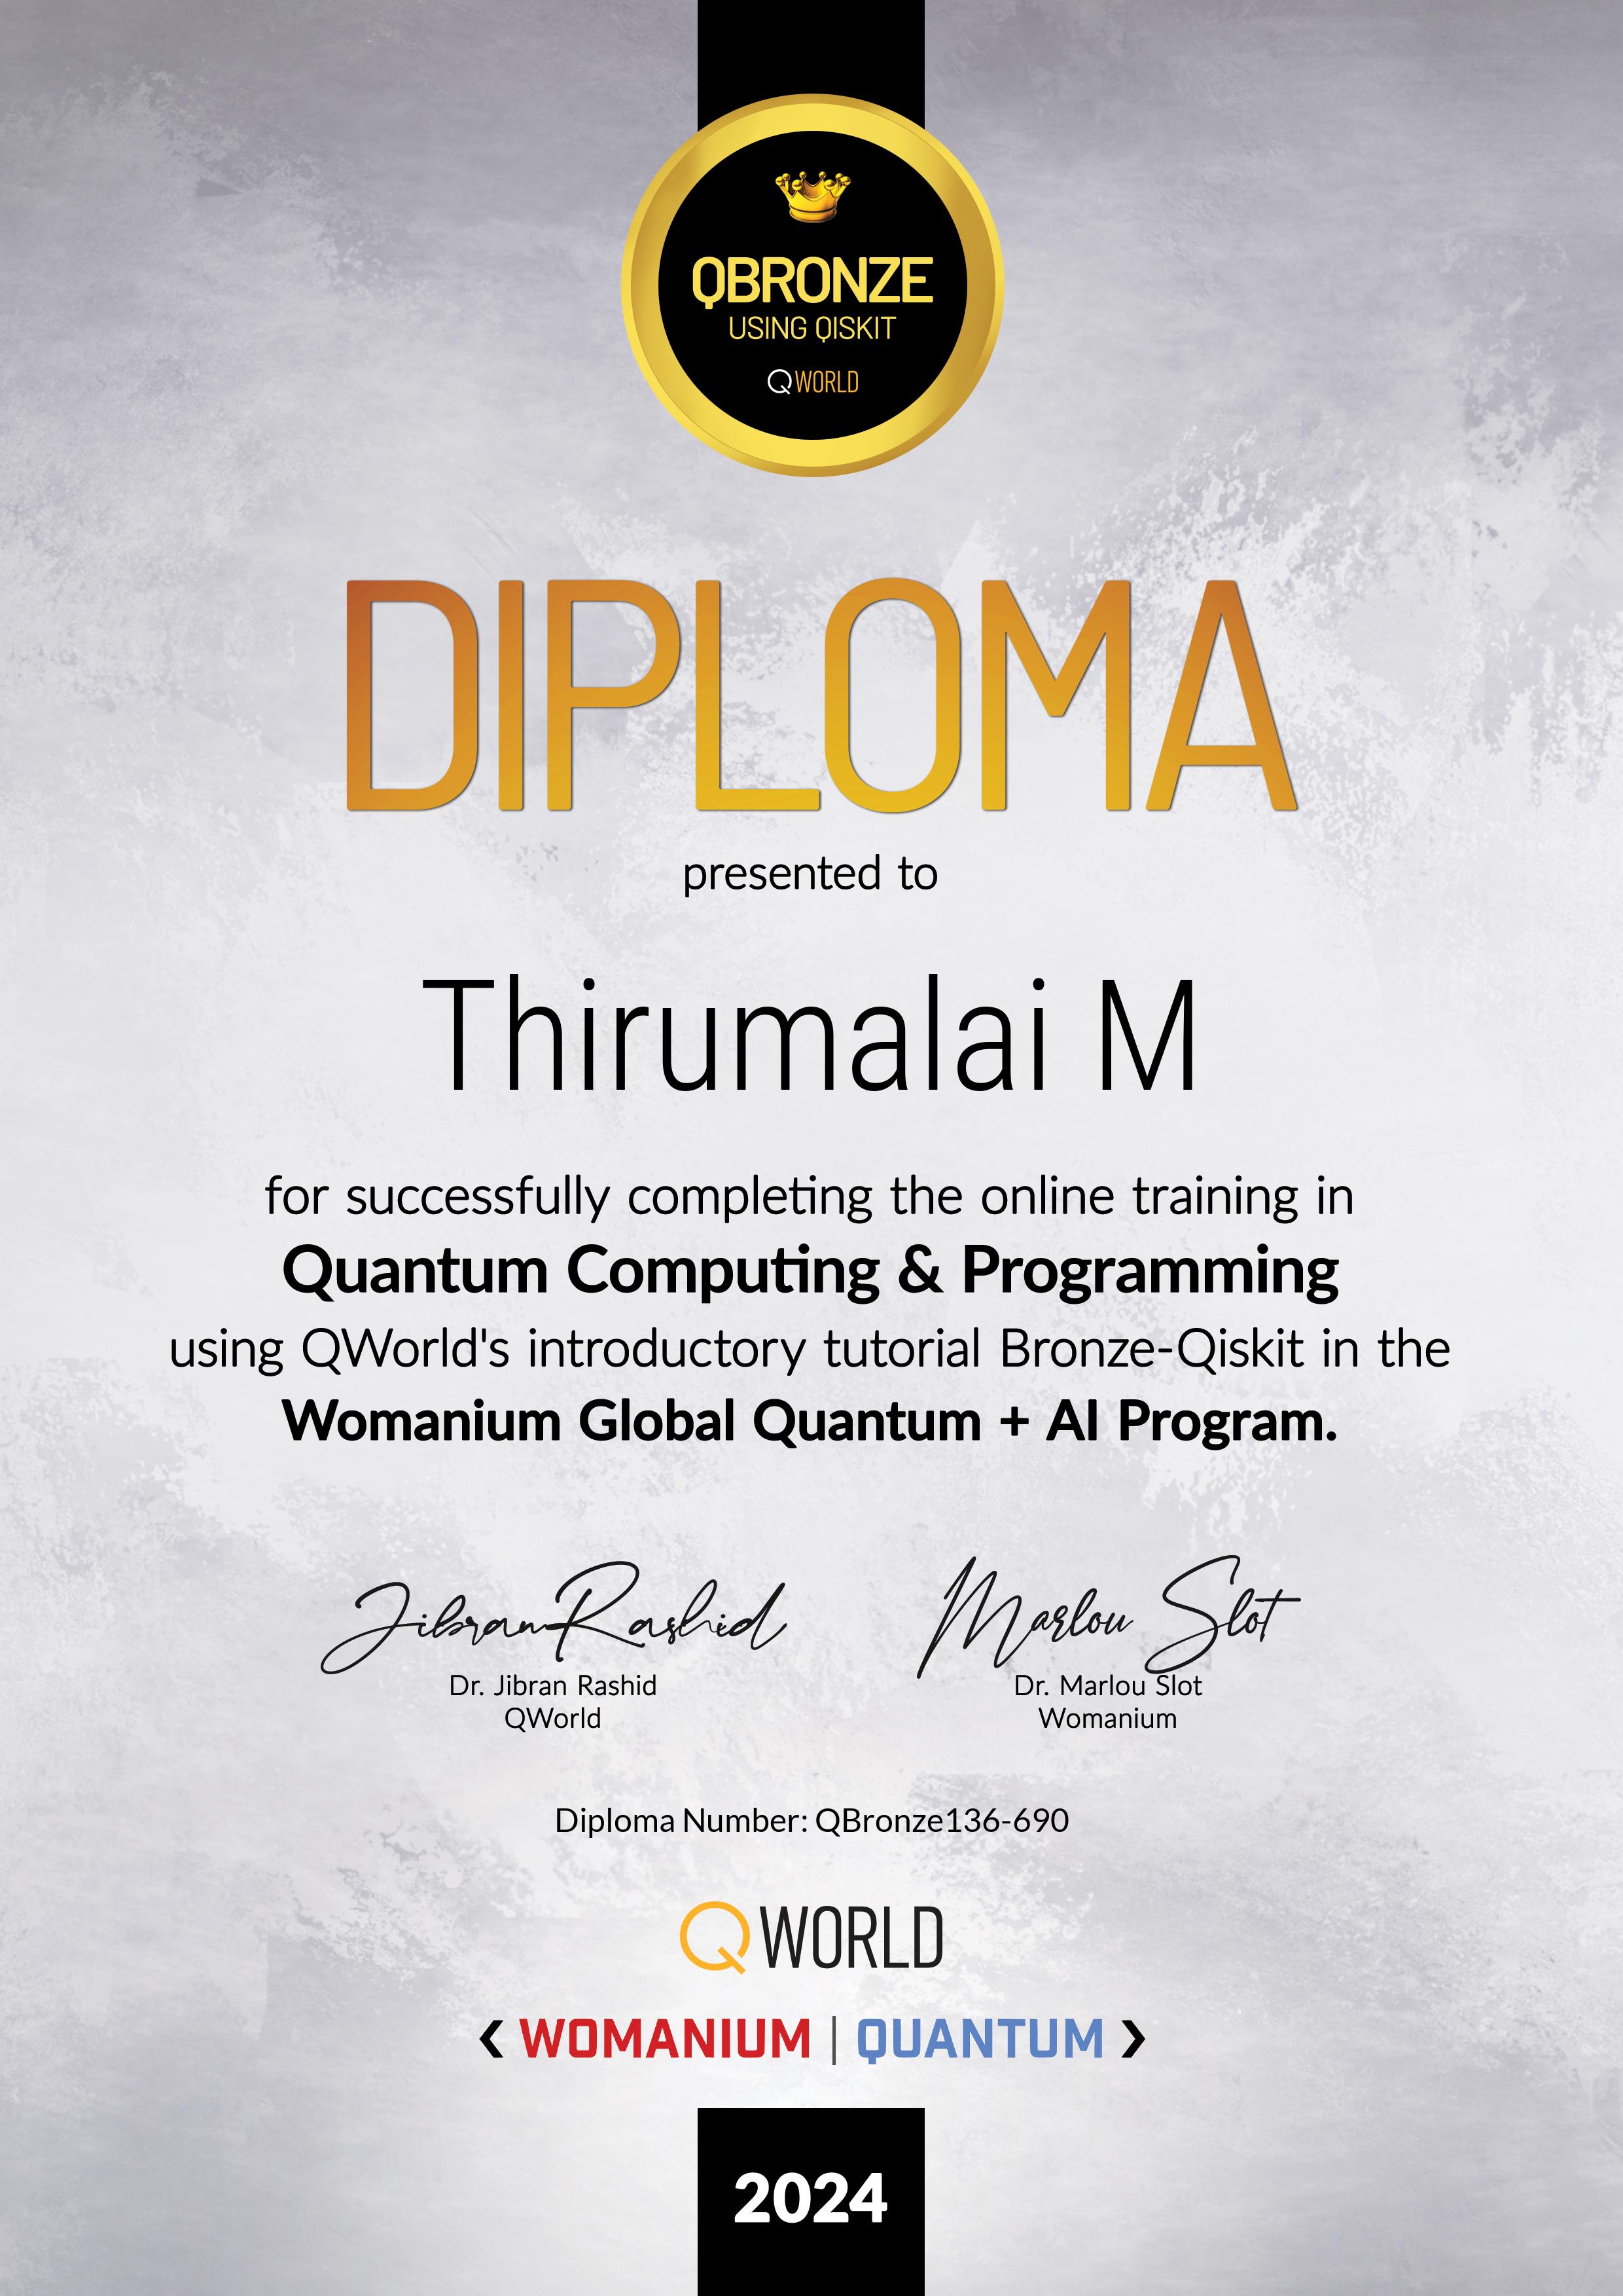 QBRONZE
USING QISKIT
QWORLD
DIPLOMA
presented to
Thirumalai M
for successfully completing the online training in
Quantum Computing & Programming
using QWorld's introductory tutorial Bronze-Qiskit in the
Womanium Global Quantum + AI Program.
Jibran Rashid
Marlou Slot
Dr. Jibran Rashid
QWorld
Dr. Marlou Slot
Womanium
Diploma Number: QBronze136-690
QWORLD
❮ WOMANIUM | QUANTUM ❯
2024